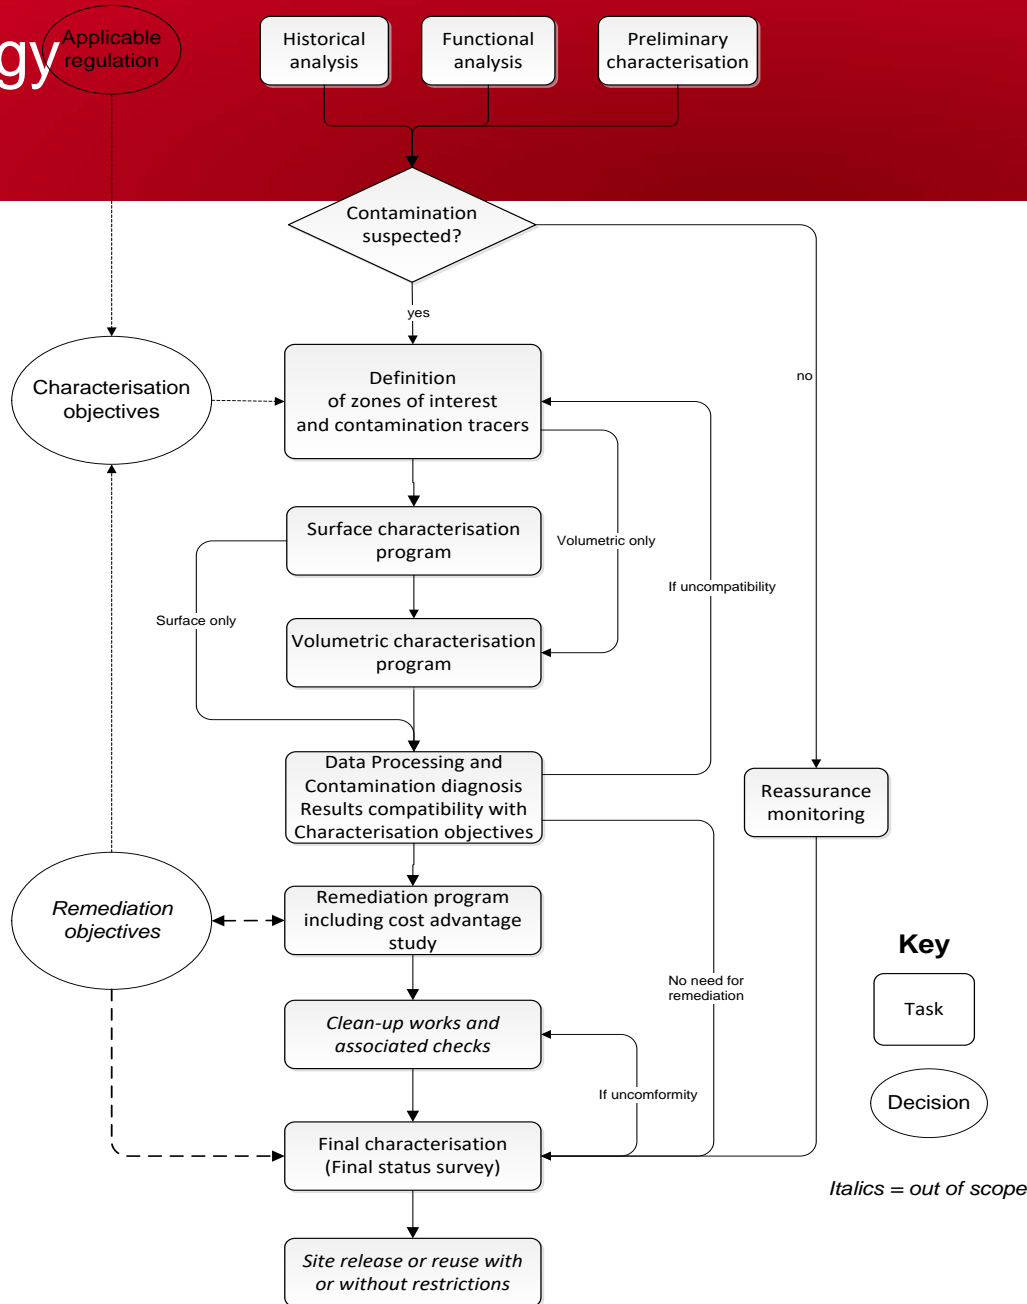 gy
Applicable
regulation
Historical
analysis
Functional
analysis
Preliminary
characterisation
Contamination
suspected?
yes
no
Characterisation
objectives
Definition
of zones of interest
and contamination tracers
Surface characterisation
program
Volumetric only
If uncompatibility
Surface only
Volumetric characterisation
program
Data Processing and
Contamination diagnosis
Results compatibility with
Characterisation objectives
Reassurance
monitoring
Remediation
objectives
Remediation program
including cost advantage
study
No need for
remediation
Key
Task
Clean-up works and
associated checks
If uncomformity
Decision
Final characterisation
(Final status survey)
Italics = out of scope
Site release or reuse with
or without restrictions